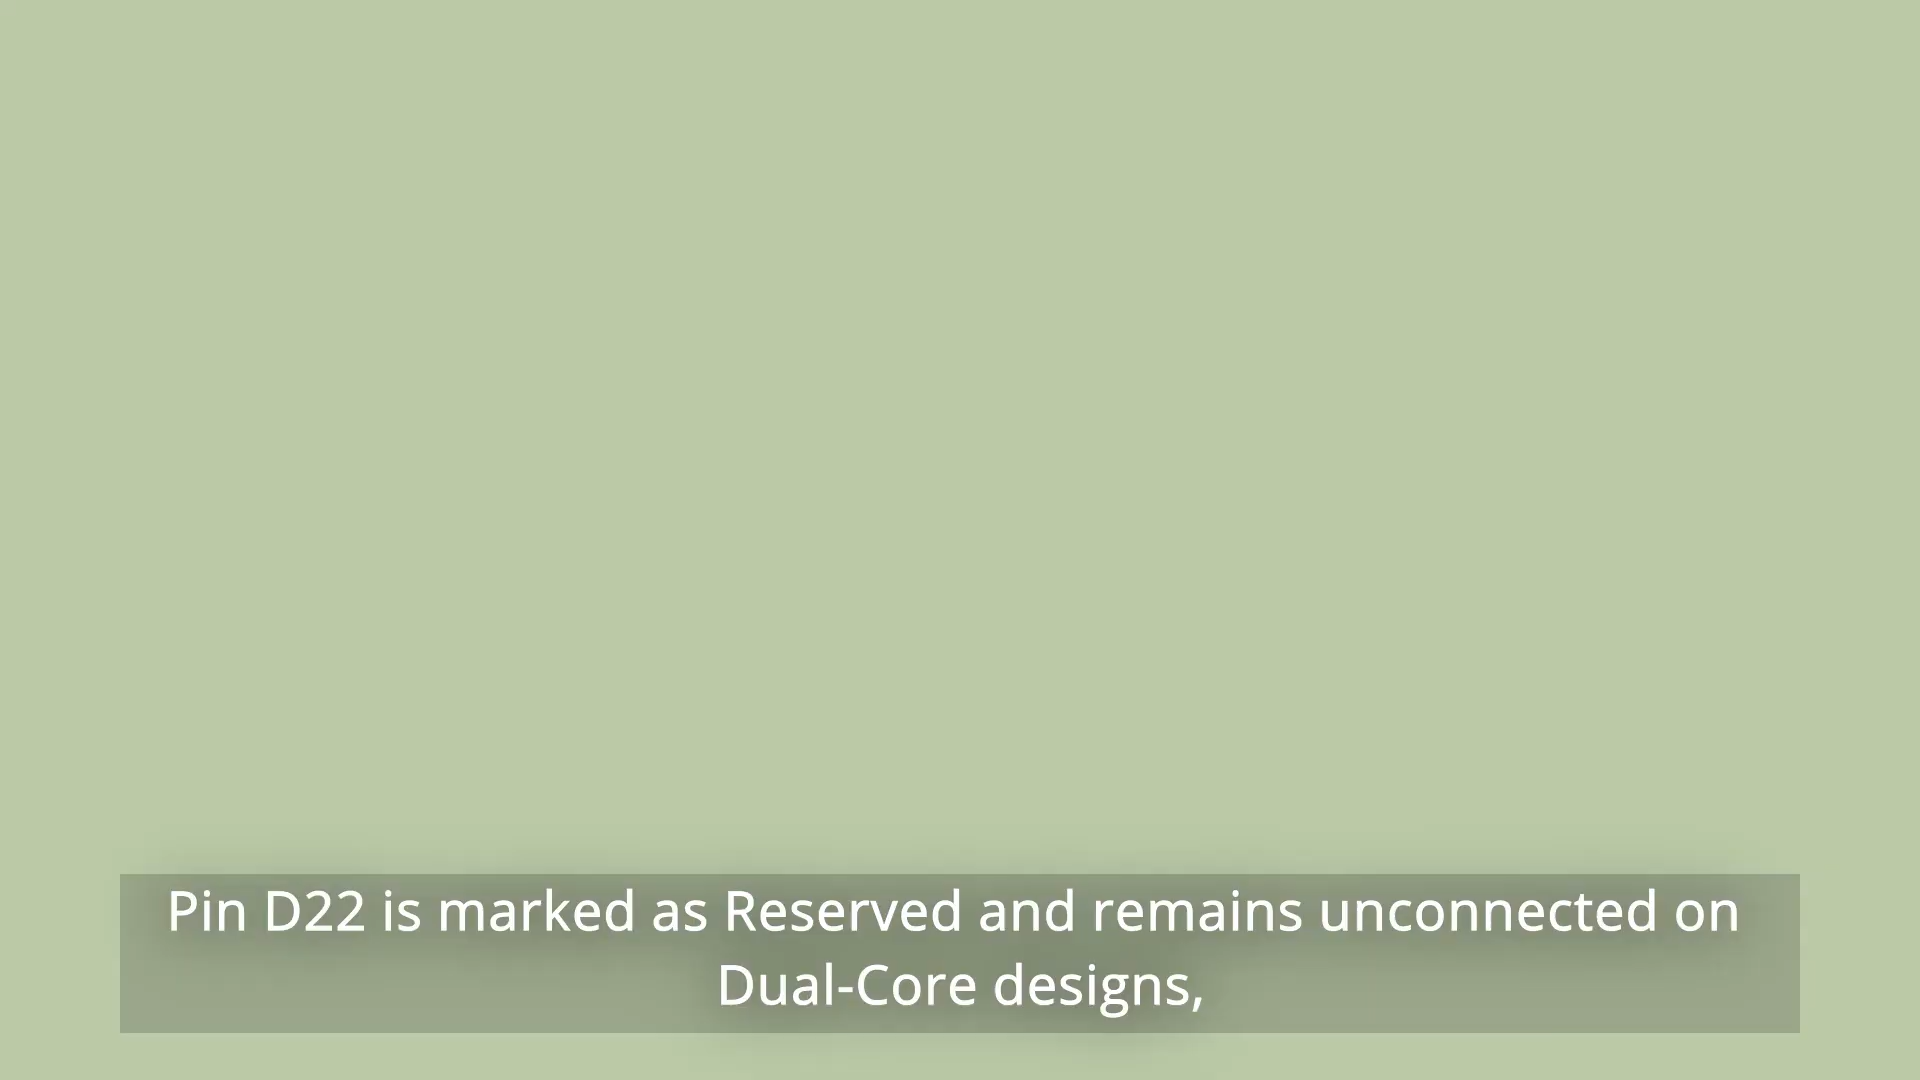 Pin D22 is marked as Reserved and remains unconnected on
Dual-Core designs,